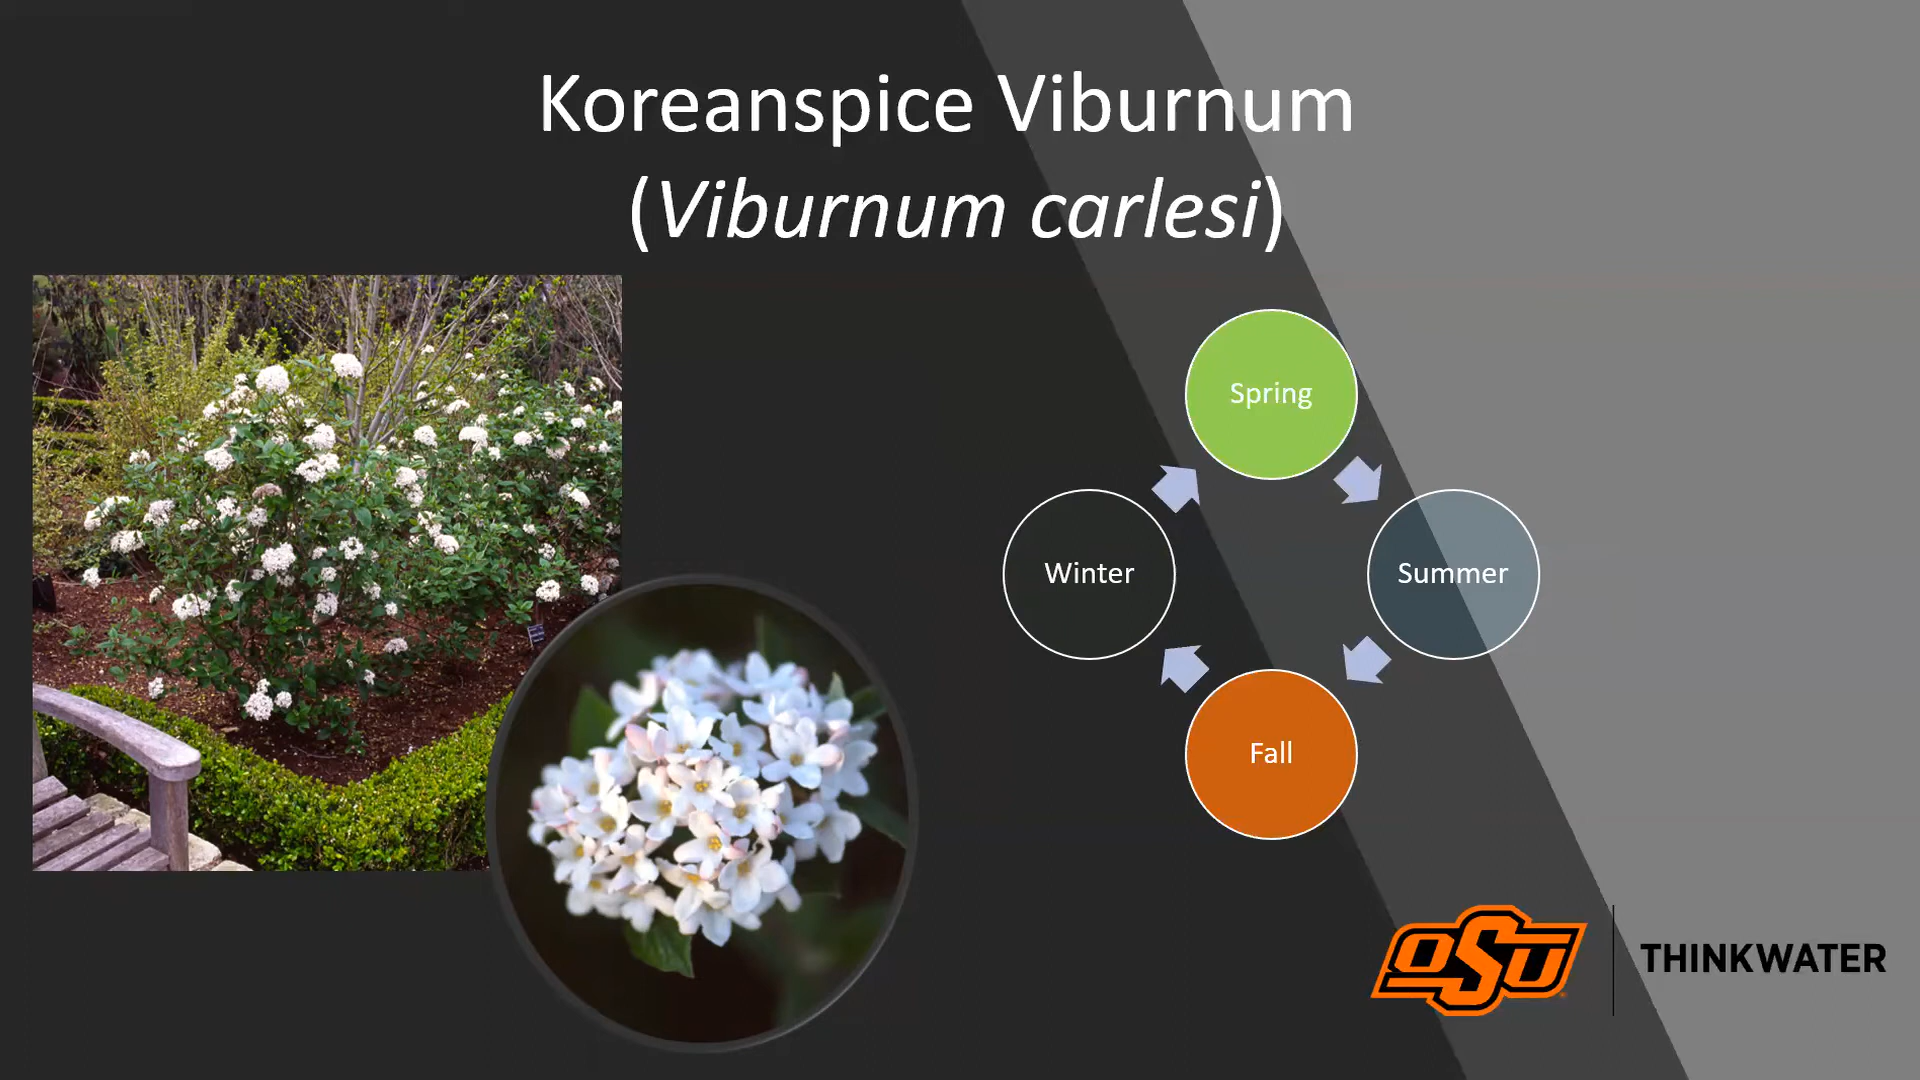 Koreanspice Viburnum
(Viburnum carlesi)
Spring
Winter
Summer
Fall
OSU
THINKWATER